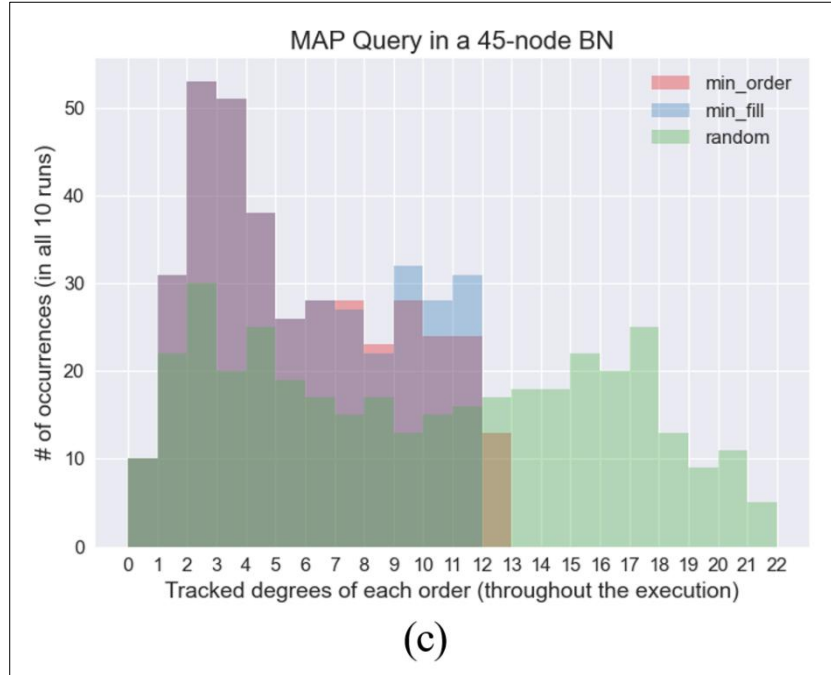 MAP Query in a 45-node BN
min_order
min_fill
random
# of occurrences (in all 10 runs)
50
40
30
20
10
0
0 1 2 3 4 5 6 7 8 9 10 11 12 13 14 15 16 17 18 19 20 21 22
Tracked degrees of each order (throughout the execution)
(c)